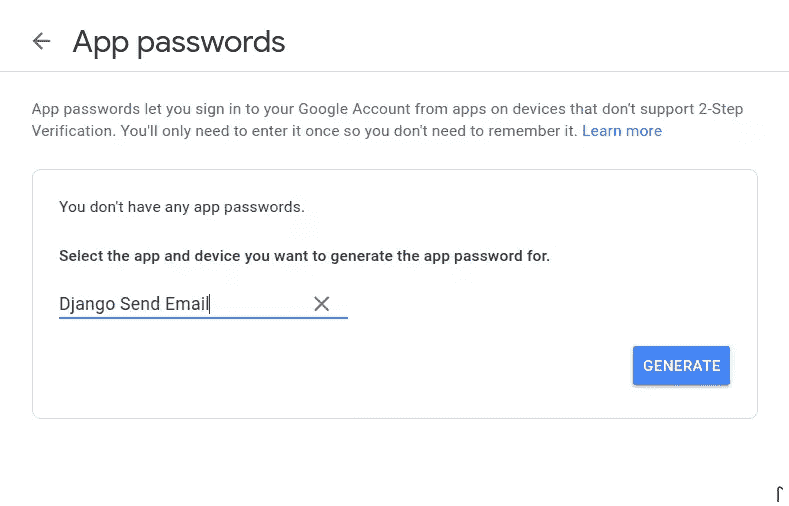 App passwords
App passwords let you sign in to your Google Account from apps on devices that don't support 2-Step
Verification. You'll only need to enter it once so you don't need to remember it. Learn more
You don't have any app passwords.
Select the app and device you want to generate the app password for.
Django Send Email
GENERATE